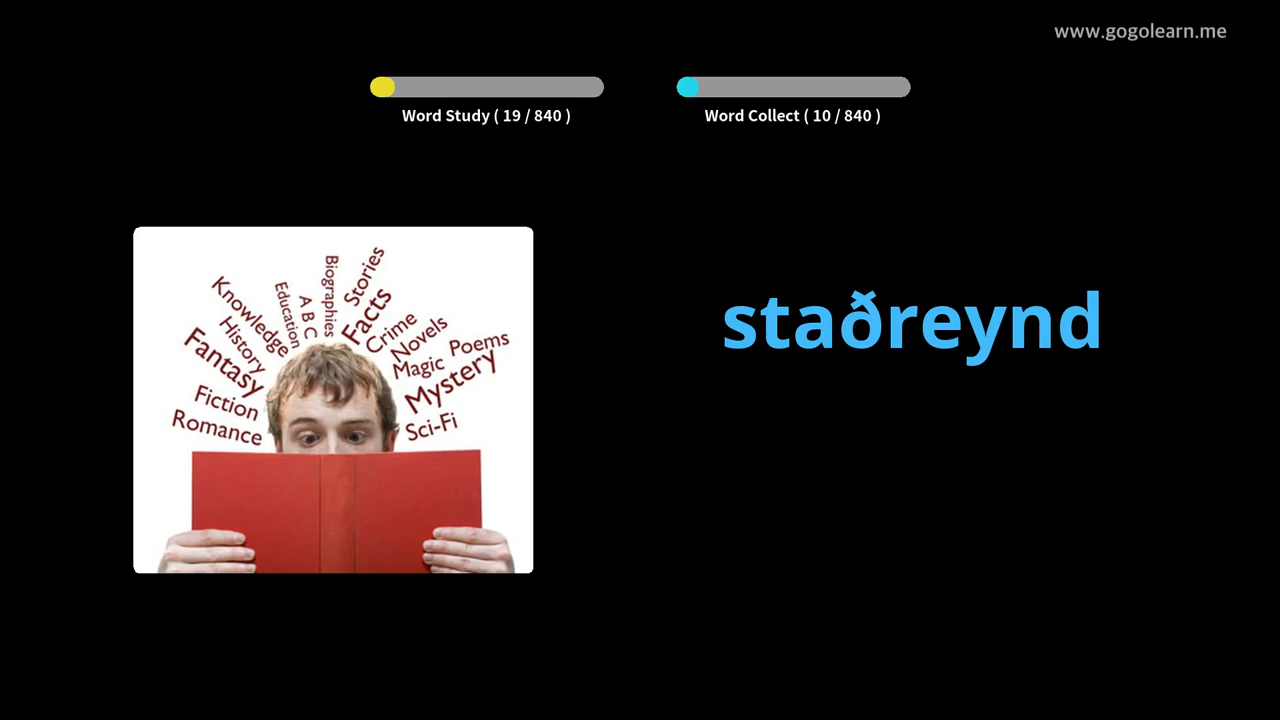 www.gogolearn.me
Word Study ( 19 / 840 )
Word Collect ( 10 / 840 )
staðreynd
Romance
Fiction
Fantasy
History
Knowledge
Education
A B C
Biographies
Stories
Facts
Crime
Novels
Magic
Poems
Mystery
Sci-Fi